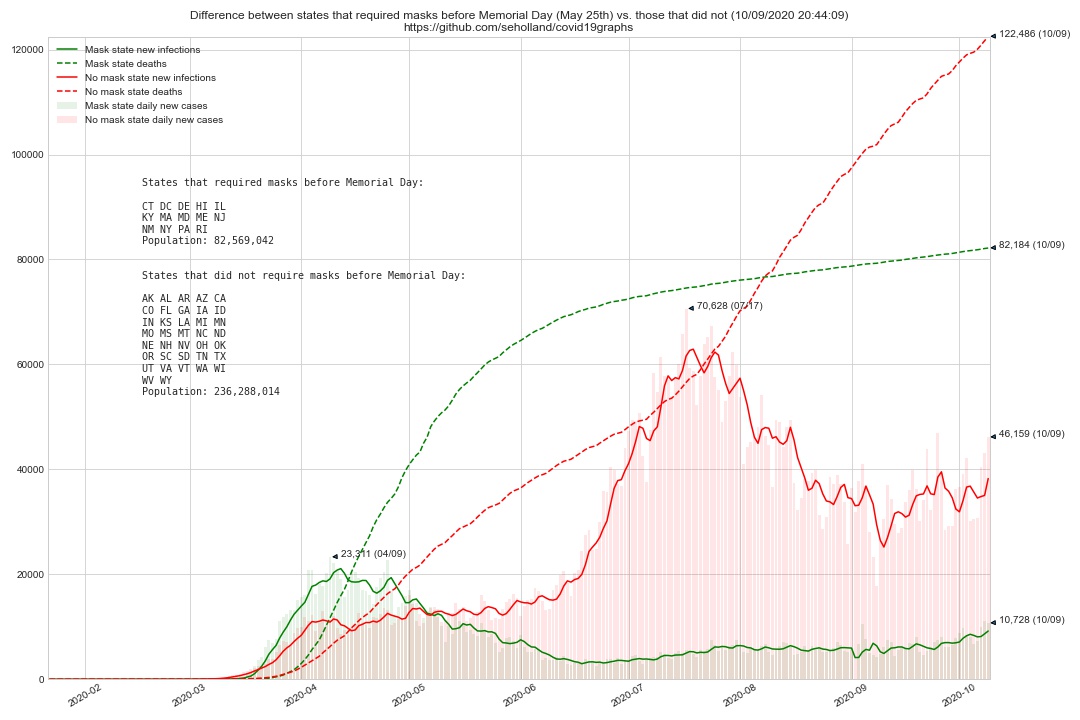 Difference between states that required masks before Memorial Day (May 25th) vs. those that did not (10/09/2020 20:44:09)
https://github.com/seholland/covid19graphs
122,486 (10/09)
120000
Mask state new infections
Mask state deaths
No mask state new infections
No mask state deaths
Mask state daily new cases
No mask state daily new cases
100000
States that required masks before Memorial Day:
CT DC DE HI IL
KY MA MD ME NJ
NM NY PA RI
Population: 82,569,042
82,184 (10/09)
80000
States that did not require masks before Memorial Day:
AK AL AR AZ CA
CO FL GA IA ID
IN KS LA MI MN
MO MS MT NC ND
NE NH NV OH OK
OR SC SD TN TX
UT VA VT WA WI
WV WY
Population: 236,288,014
70,628 (07/17)
60000
46,159 (10/09)
40000
23,211 (04/09)
20000
10,728 (10/09)
0
2020-02
2020-03
2020-04
2020-05
2020-06
2020-07
2020-08
2020-09
2020-10